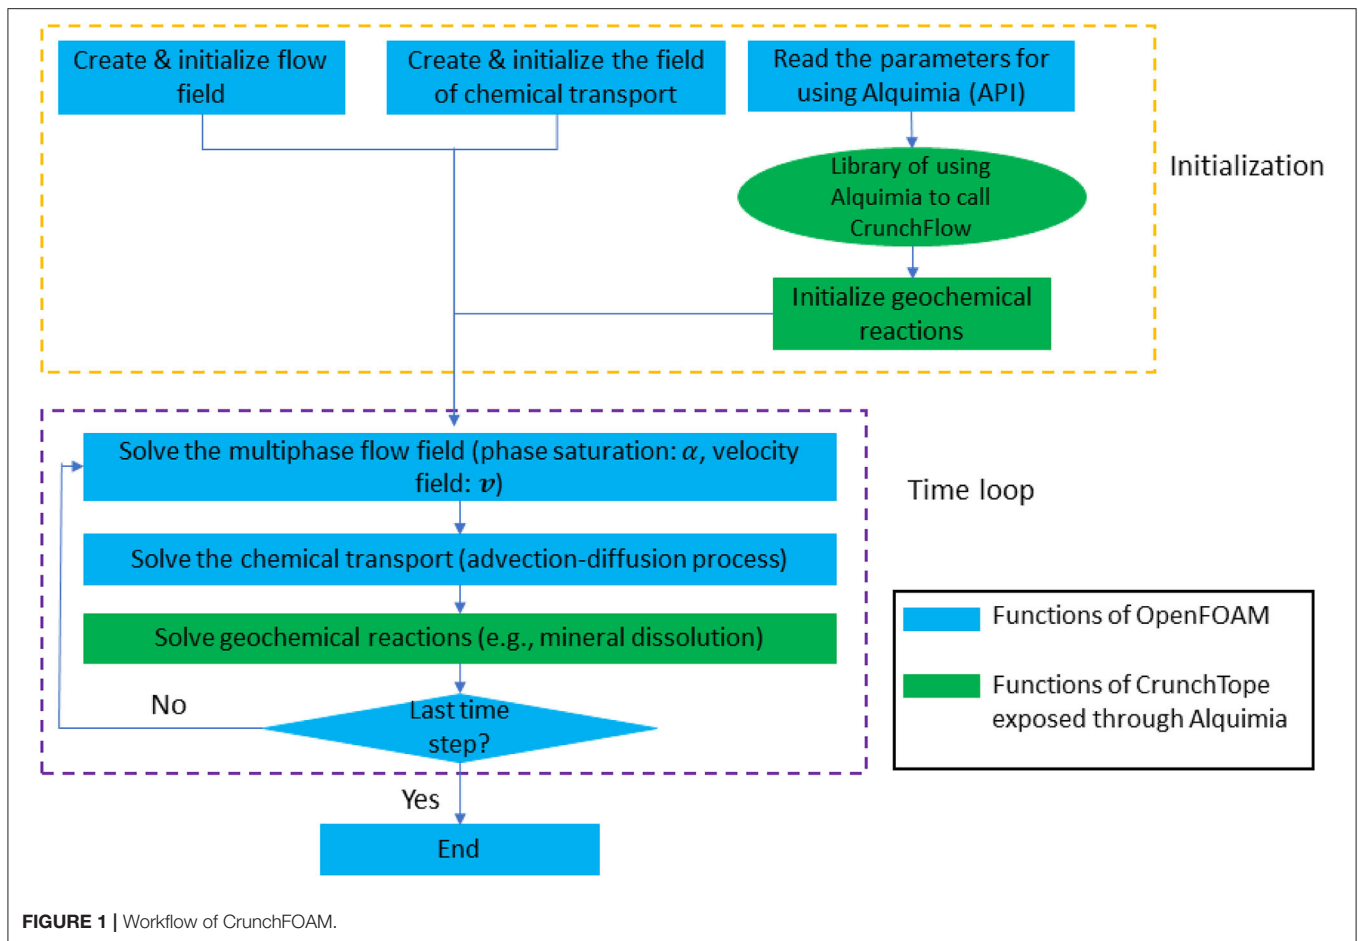 Create & initialize flow
field
Create & initialize the field
of chemical transport
Read the parameters for
using Alquimia (API)
Library of using
Alquimia to call
CrunchFlow
Initialization
Initialize geochemical
reactions
Solve the multiphase flow field (phase saturation: α, velocity
field: v)
Time loop
Solve the chemical transport (advection-diffusion process)
Solve geochemical reactions (e.g., mineral dissolution)
No
Last time
step?
Yes
End
Functions of OpenFOAM
Functions of CrunchTope
exposed through Alquimia
FIGURE 1 | Workflow of CrunchFOAM.